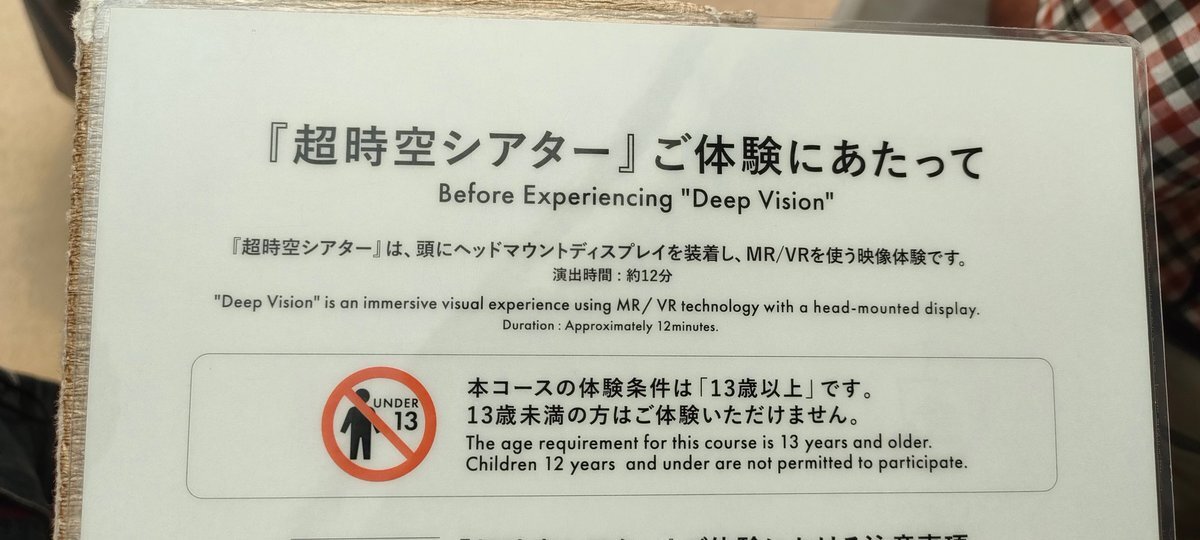 『超時空シアター』ご体験にあたって
Before Experiencing "Deep Vision"
『超時空シアター』は、頭にヘッドマウントディスプレイを装着し、MR/VRを使う映像体験です。
演出時間：約12分
"Deep Vision" is an immersive visual experience using MR/ VR technology with a head-mounted display.
Duration : Approximately 12minutes.
UNDER
13
本コースの体験条件は「13歳以上」です。
13歳未満の方はご体験いただけません。
The age requirement for this course is 13 years and older.
Children 12 years and under are not permitted to participate.